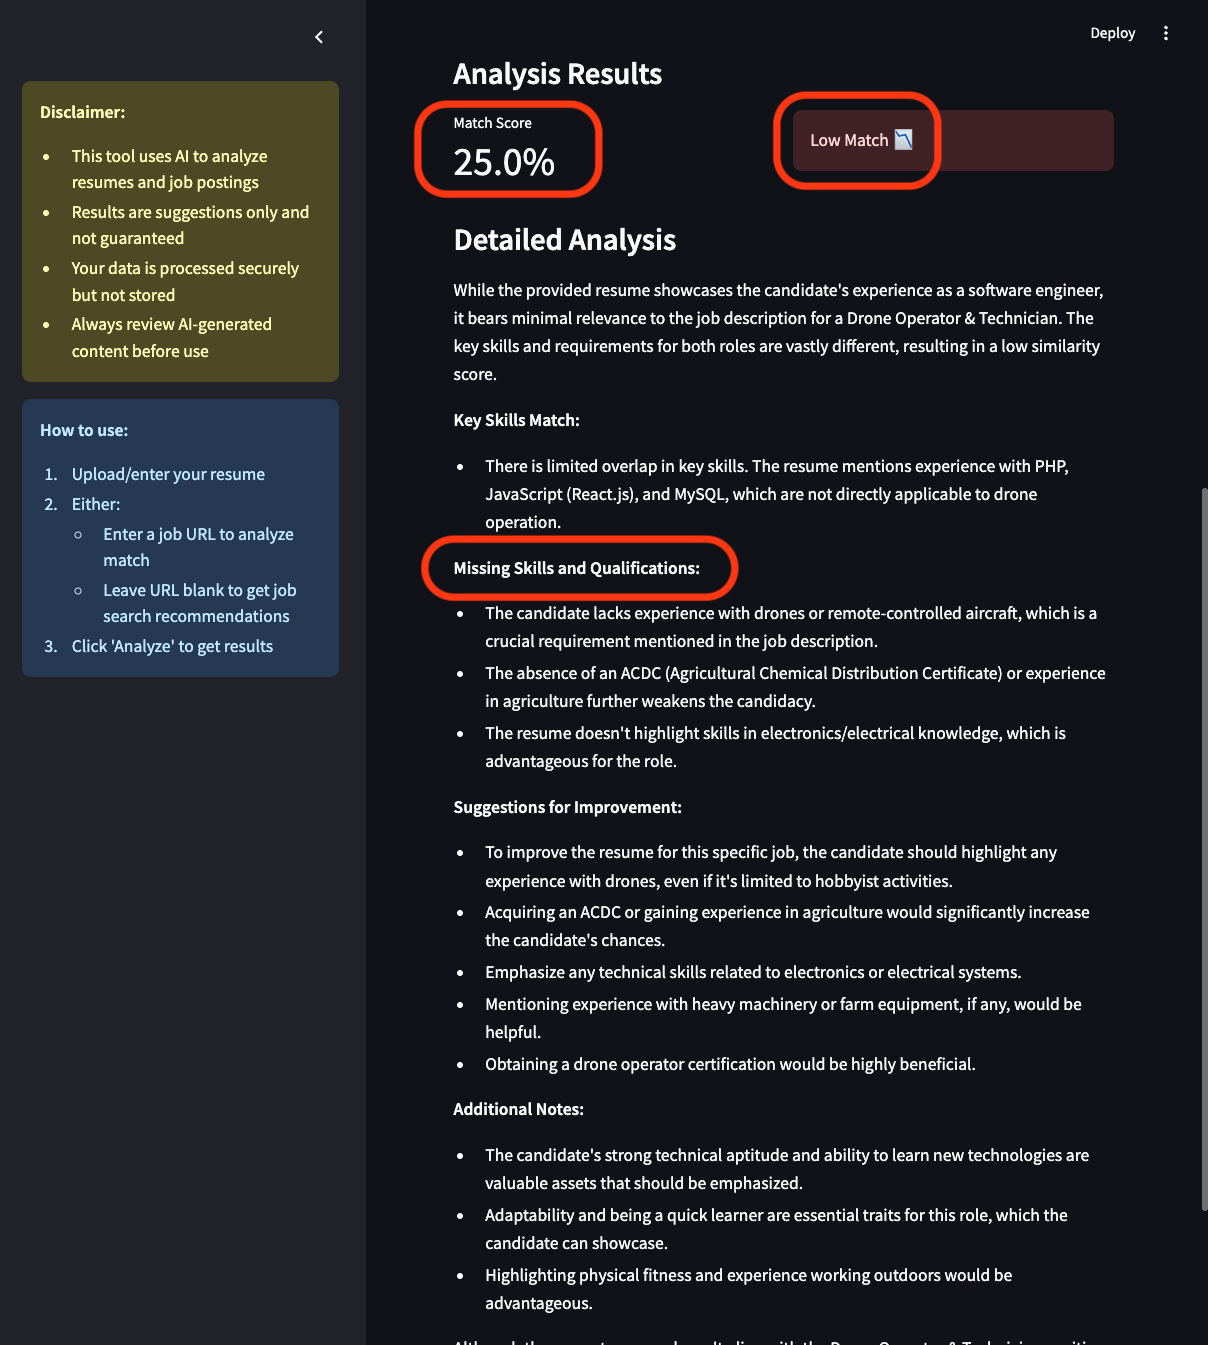 Deploy
Disclaimer:
• This tool uses AI to analyze
resumes and job postings
• Results are suggestions only and
not guaranteed
• Your data is processed securely
but not stored
• Always review AI-generated
content before use
How to use:
1. Upload/enter your resume
2. Either:
○ Enter a job URL to analyze
match
○ Leave URL blank to get job
search recommendations
3. Click 'Analyze' to get results
Analysis Results
Match Score
25.0%
Low Match 📉
Detailed Analysis
While the provided resume showcases the candidate's experience as a software engineer,
it bears minimal relevance to the job description for a Drone Operator & Technician. The
key skills and requirements for both roles are vastly different, resulting in a low similarity
score.
Key Skills Match:
• There is limited overlap in key skills. The resume mentions experience with PHP,
JavaScript (React.js), and MySQL, which are not directly applicable to drone
operation.
Missing Skills and Qualifications:
• The candidate lacks experience with drones or remote-controlled aircraft, which is a
crucial requirement mentioned in the job description.
• The absence of an ACDC (Agricultural Chemical Distribution Certificate) or experience
in agriculture further weakens the candidacy.
• The resume doesn't highlight skills in electronics/electrical knowledge, which is
advantageous for the role.
Suggestions for Improvement:
• To improve the resume for this specific job, the candidate should highlight any
experience with drones, even if it's limited to hobbyist activities.
• Acquiring an ACDC or gaining experience in agriculture would significantly increase
the candidate's chances.
• Emphasize any technical skills related to electronics or electrical systems.
• Mentioning experience with heavy machinery or farm equipment, if any, would be
helpful.
• Obtaining a drone operator certification would be highly beneficial.
Additional Notes:
• The candidate's strong technical aptitude and ability to learn new technologies are
valuable assets that should be emphasized.
• Adaptability and being a quick learner are essential traits for this role, which the
candidate can showcase.
• Highlighting physical fitness and experience working outdoors would be
advantageous.